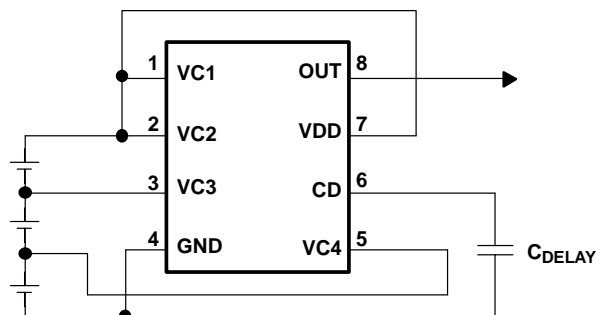 1 VC1 OUT 8
2 VC2 VDD 7
3 VC3 CD 6
4 GND VC4 5
CDELAY